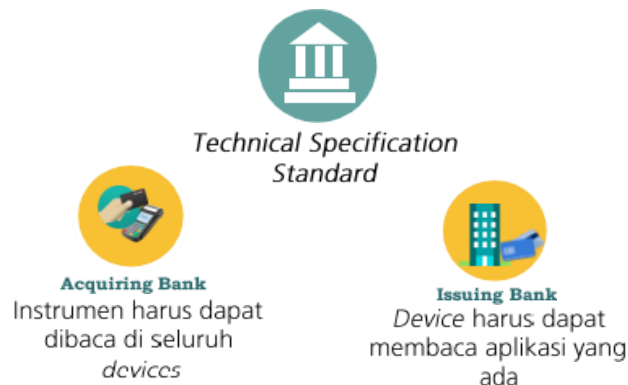 Technical Specification
Standard
Acquiring Bank
Instrumen harus dapat
dibaca di seluruh
devices
Issuing Bank
Device harus dapat
membaca aplikasi yang
ada